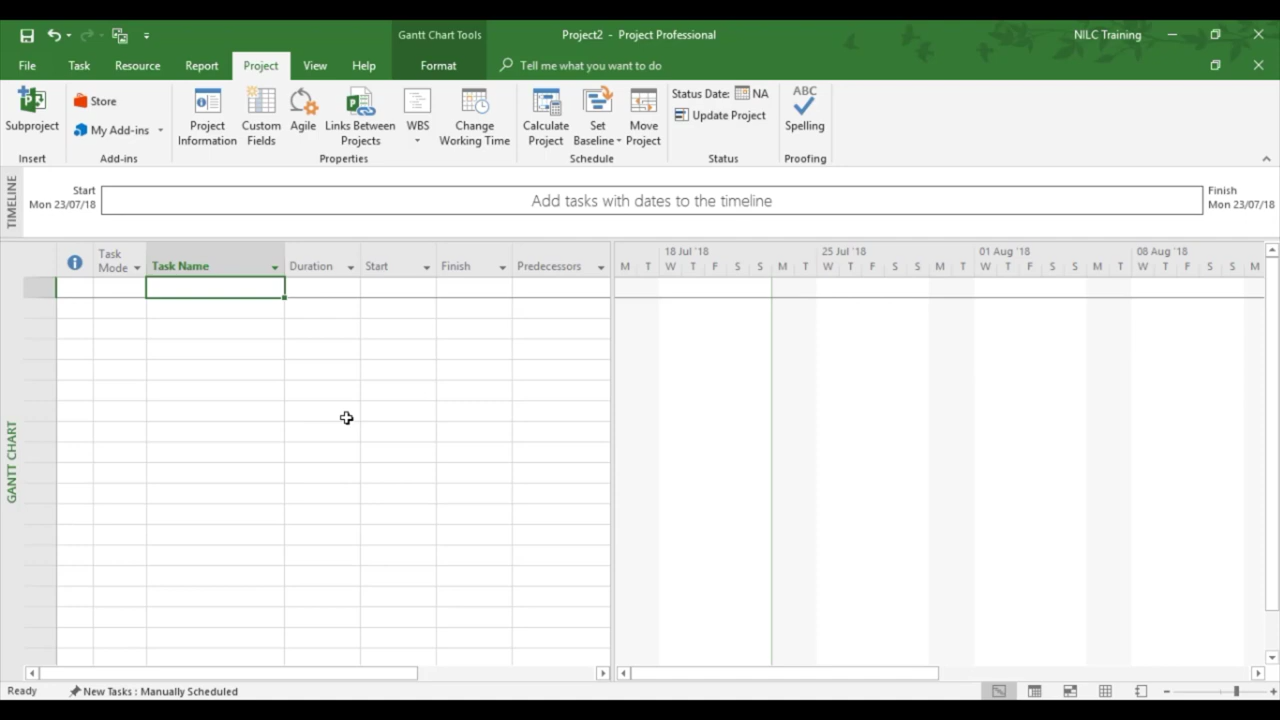 Gantt Chart Tools
Project2 - Project Professional
NILC Training
File Task Resource Report Project View Help Format Tell me what you want to do
Subproject
Store
My Add-ins
Project Information
Custom Fields
Agile
Links Between Projects
WBS
Change Working Time
Calculate Project
Set Baseline
Move Project
Status Date: NA
Update Project
ABC
Spelling
Insert Add-ins Properties Schedule Status Proofing
TIMELINE
Start
Mon 23/07/18
Add tasks with dates to the timeline
Finish
Mon 23/07/18
Task Mode
Task Name
Duration
Start
Finish
Predecessors
18 Jul '18 25 Jul '18 01 Aug '18 08 Aug '18
M T W T F S S M T W T F S S M T W T F S S M T W T F S S M
GANTT CHART
Ready
New Tasks : Manually Scheduled